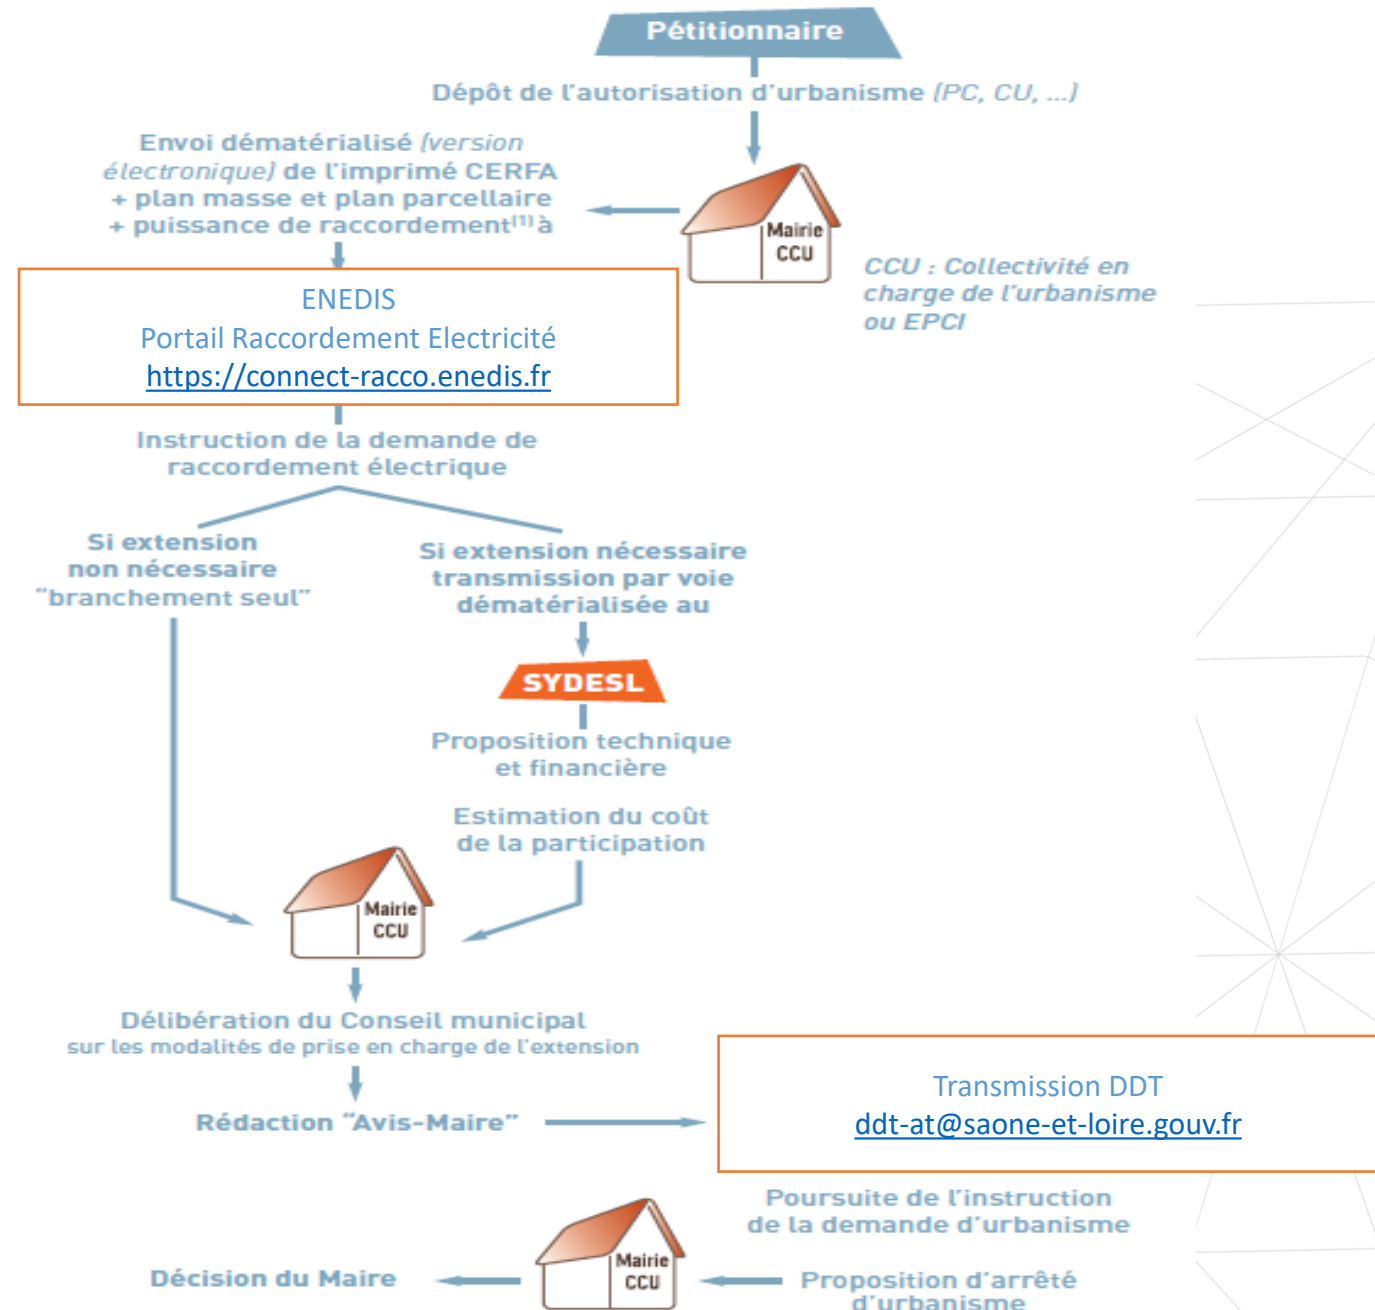 Pétitionnaire
Dépôt de l'autorisation d'urbanisme (PC, CU, ...)
Envoi dématérialisé (version
électronique) de l'imprimé CERFA
+ plan masse et plan parcellaire
+ puissance de raccordement(1) à
Mairie
CCU
CCU : Collectivité en
charge de l'urbanisme
ou EPCI
ENEDIS
Portail Raccordement Electricité
https://connect-racco.enedis.fr
Instruction de la demande de
raccordement électrique
Si extension
non nécessaire
"branchement seul"
Si extension nécessaire
transmission par voie
dématérialisée au
SYDESL
Proposition technique
et financière
Estimation du coût
de la participation
Mairie
CCU
Délibération du Conseil municipal
sur les modalités de prise en charge de l'extension
Rédaction "Avis-Maire"
Transmission DDT
ddt-at@saone-et-loire.gouv.fr
Poursuite de l'instruction
de la demande d'urbanisme
Proposition d'arrêté
d'urbanisme
Mairie
CCU
Décision du Maire